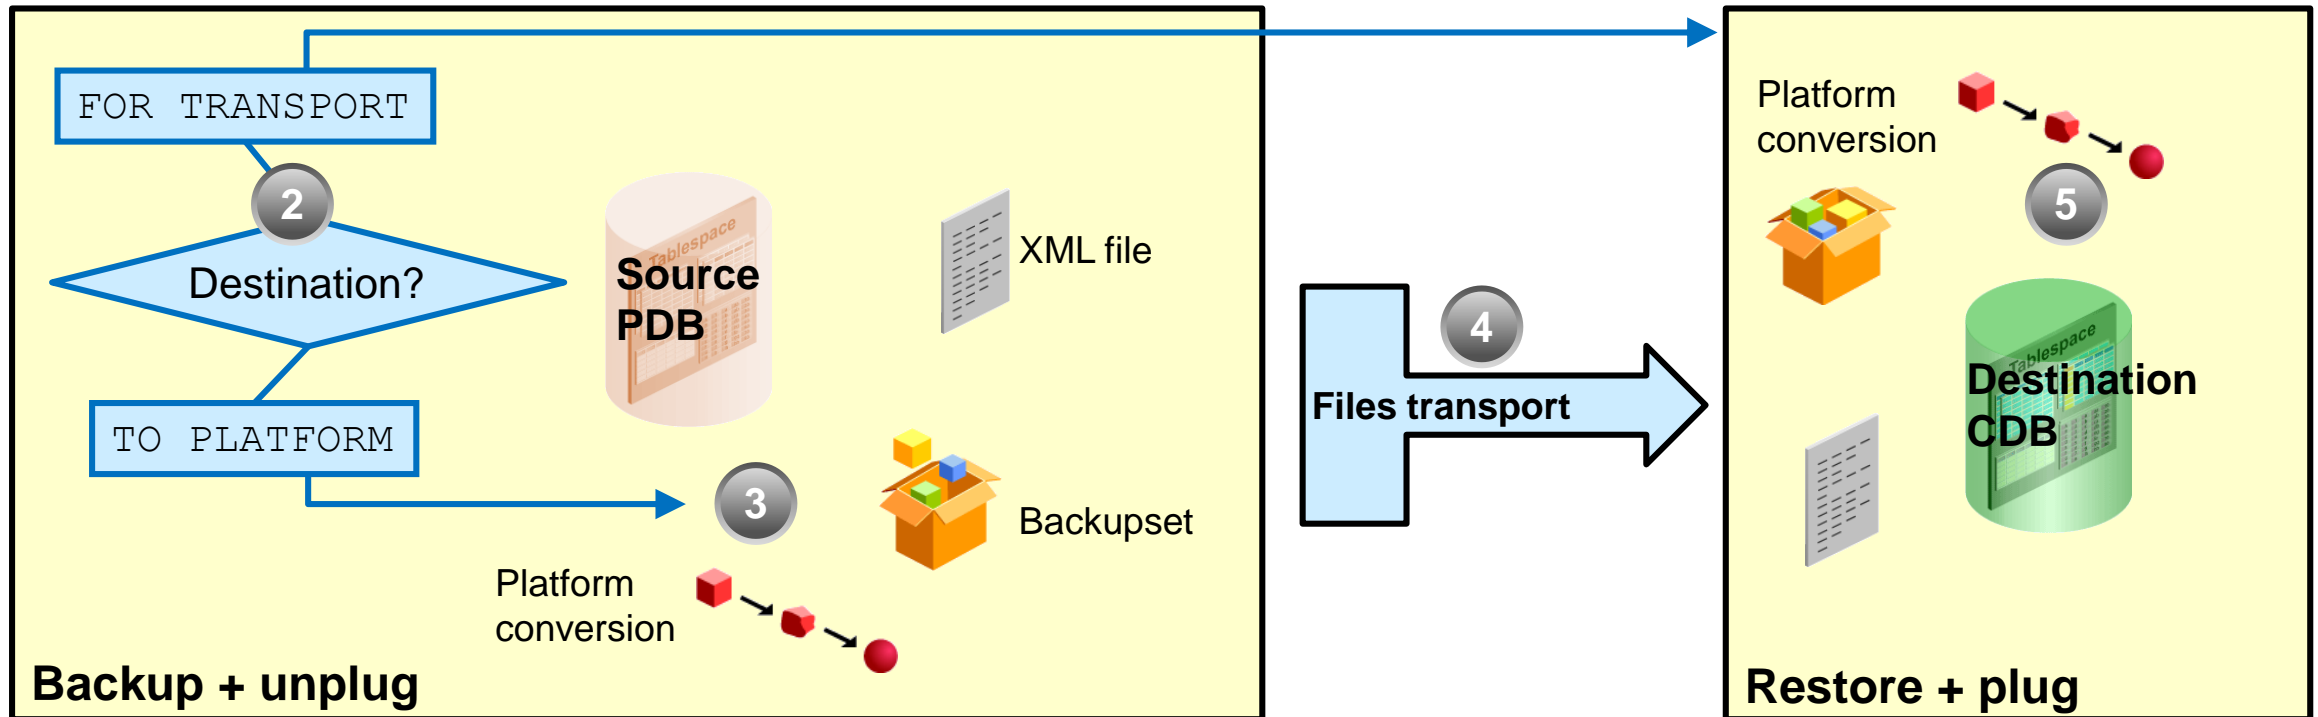 FOR TRANSPORT
2
Destination?
TO PLATFORM
Tablespace
Source
PDB
XML file
3
Backupset
Platform
conversion
Backup + unplug
4
Files transport
Platform
conversion
5
Tablespace
Destination
CDB
Restore + plug